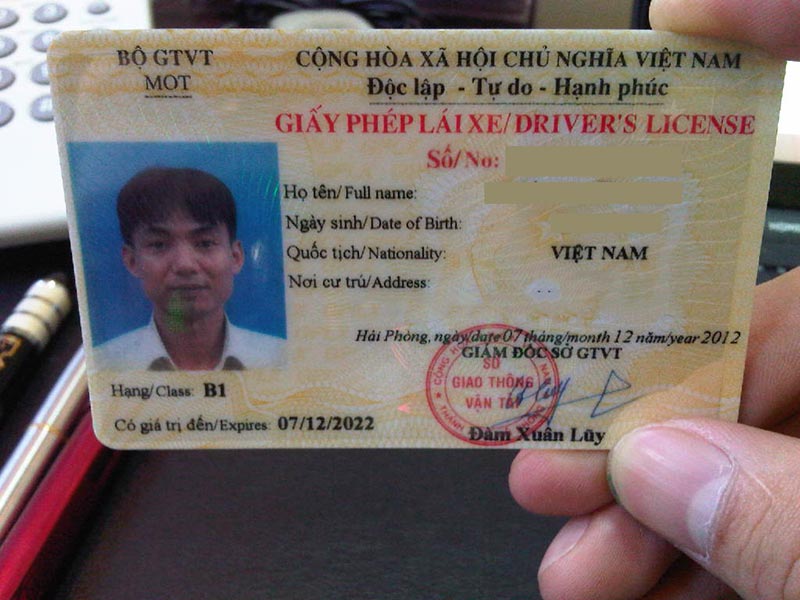 BỘ GTVT
MOT
CỘNG HÒA XÃ HỘI CHỦ NGHĨA VIỆT NAM
Độc lập - Tự do - Hạnh phúc
GIẤY PHÉP LÁI XE/ DRIVER'S LICENSE
Số/ No:
Họ tên/ Full name:
Ngày sinh/ Date of Birth:
Quốc tịch/ Nationality: VIỆT NAM
Nơi cư trú/ Address:
Hải Phòng, ngày/date 07 tháng/month 12 năm/year 2012
GIÁM ĐỐC SỞ GTVT
SỞ
GIAO THÔNG
VẬN TẢI
Đàm Xuân Lũy
Hạng/ Class: B1
Có giá trị đến/ Expires: 07/12/2022